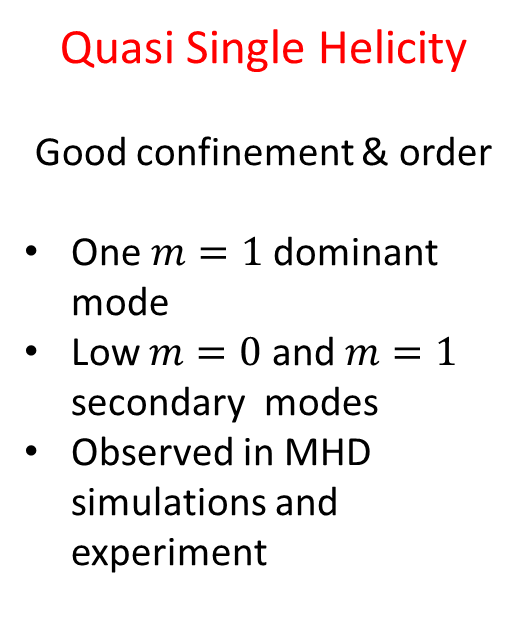 Quasi Single Helicity
Good confinement & order
• One m = 1 dominant
mode
• Low m = 0 and m = 1
secondary modes
• Observed in MHD
simulations and
experiment